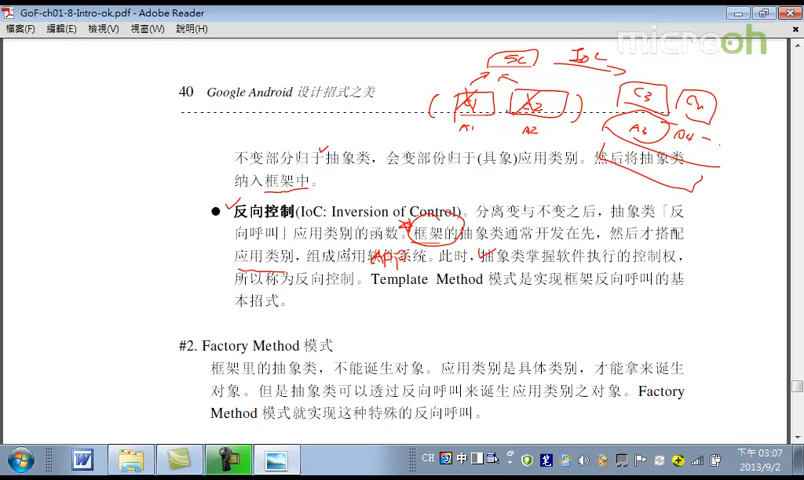 GoF-ch01-8-Intro-ok.pdf - Adobe Reader
檔案(F) 編輯(E) 檢視(V) 視窗(W) 說明(H)
microoh
SC IoC
C3
A1 A2 A3 A4
40 Google Android 设计招式之美
不变部分归于抽象类，会变部份归于(具象)应用类别。然后将抽象类
纳入框架中。
● 反向控制(IoC: Inversion of Control)。分离变与不变之后，抽象类「反
向呼叫」应用类别的函数。框架的抽象类通常开发在先，然后才搭配
应用类别，组成应用软件系统。此时，抽象类掌握软件执行的控制权，
App
所以称为反向控制。Template Method 模式是实现框架反向呼叫的基
本招式。
#2. Factory Method 模式
框架里的抽象类，不能诞生对象。应用类别是具体类别，才能拿来诞生
对象。但是抽象类可以透过反向呼叫来诞生应用类别之对象。Factory
Method 模式就实现这种特殊的反向呼叫。
CH 中
下午 03:07
2013/9/2